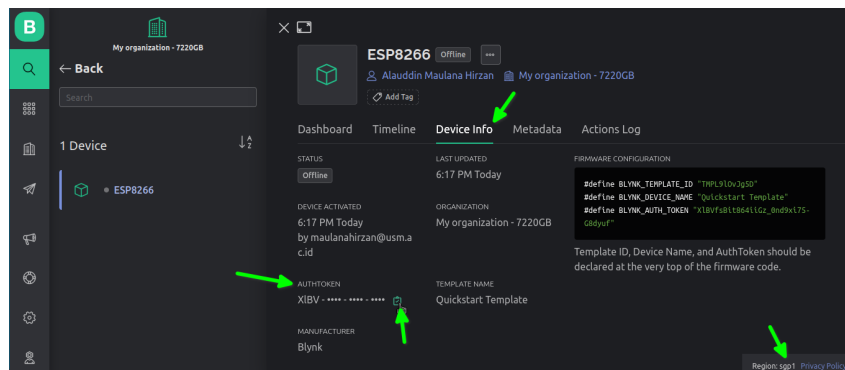 B
My organization - 7220GB
← Back
Search
1 Device
ESP8266
ESP8266 Offline
Alauddin Maulana Hirzan My organization - 7220GB
Add Tag
Dashboard Timeline Device Info Metadata Actions Log
STATUS
Offline
LAST UPDATED
6:17 PM Today
FIRMWARE CONFIGURATION
#define BLYNK_TEMPLATE_ID "TMPL9lOvJg5D"
#define BLYNK_DEVICE_NAME "Quickstart Template"
#define BLYNK_AUTH_TOKEN "XlBVfsBit864iiGz_0nd9xi7S-
G8dyuf"
Template ID, Device Name, and AuthToken should be
declared at the very top of the firmware code.
DEVICE ACTIVATED
6:17 PM Today
by maulanahirzan@usm.a
c.id
ORGANIZATION
My organization - 7220GB
AUTHTOKEN
XlBV - •••• - •••• - ••••
TEMPLATE NAME
Quickstart Template
MANUFACTURER
Blynk
Region: sgp1 Privacy Policy